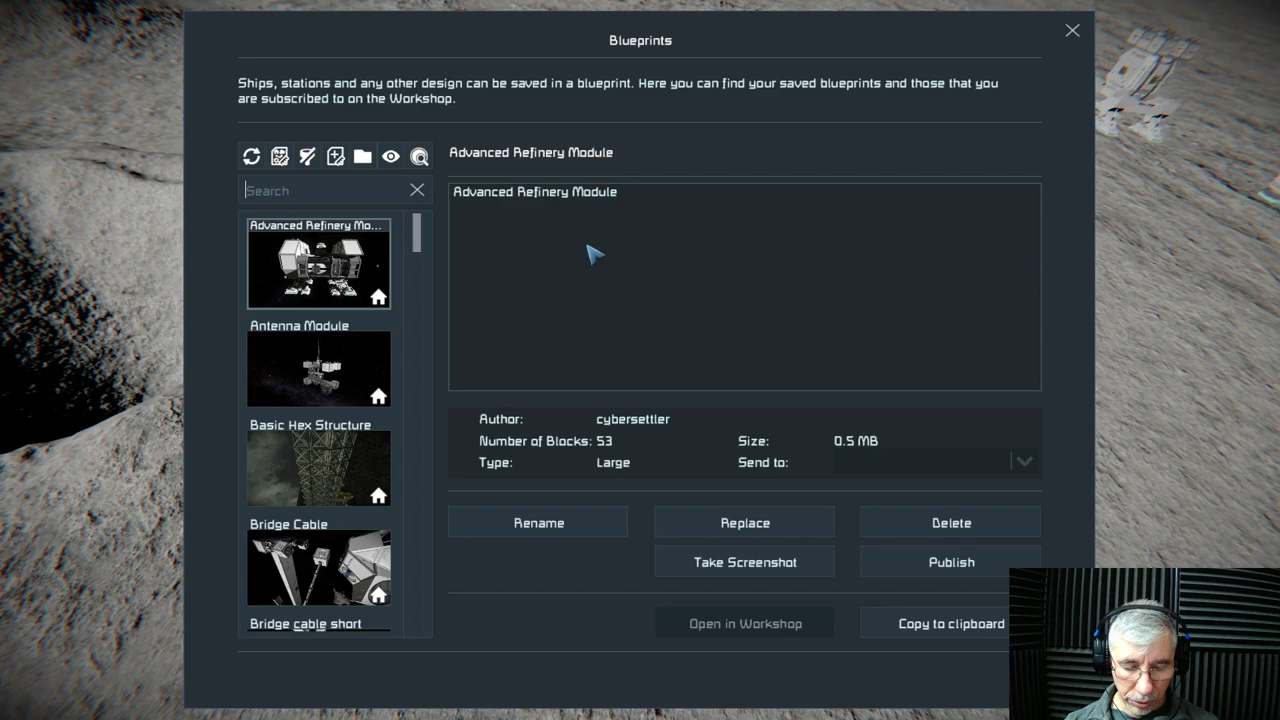 Blueprints
Ships, stations and any other design can be saved in a blueprint. Here you can find your saved blueprints and those that you
are subscribed to on the Workshop.
Advanced Refinery Module
Search
Advanced Refinery Module
Advanced Refinery Mo...
Antenna Module
Basic Hex Structure
Bridge Cable
Bridge cable short
Author: cybersettler
Number of Blocks: 53 Size: 0.5 MB
Type: Large Send to:
Rename Replace Delete
Take Screenshot Publish
Open in Workshop Copy to clipboard